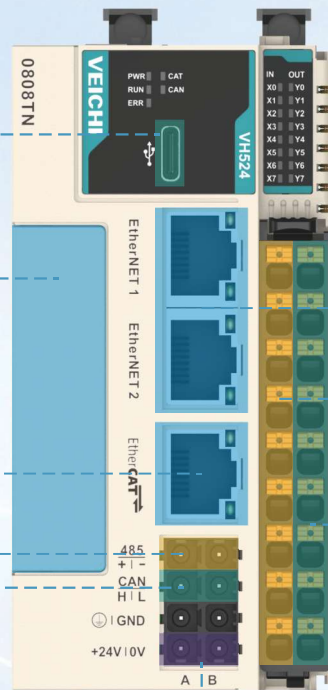 0808TN
VEICHI
PWR CAT
RUN CAN
ERR
VH524
IN OUT
X0 Y0
X1 Y1
X2 Y2
X3 Y3
X4 Y4
X5 Y5
X6 Y6
X7 Y7
EtherNET 1
EtherNET 2
EtherCAT
485
+ | -
CAN
H | L
| GND
+24V | 0V
A B